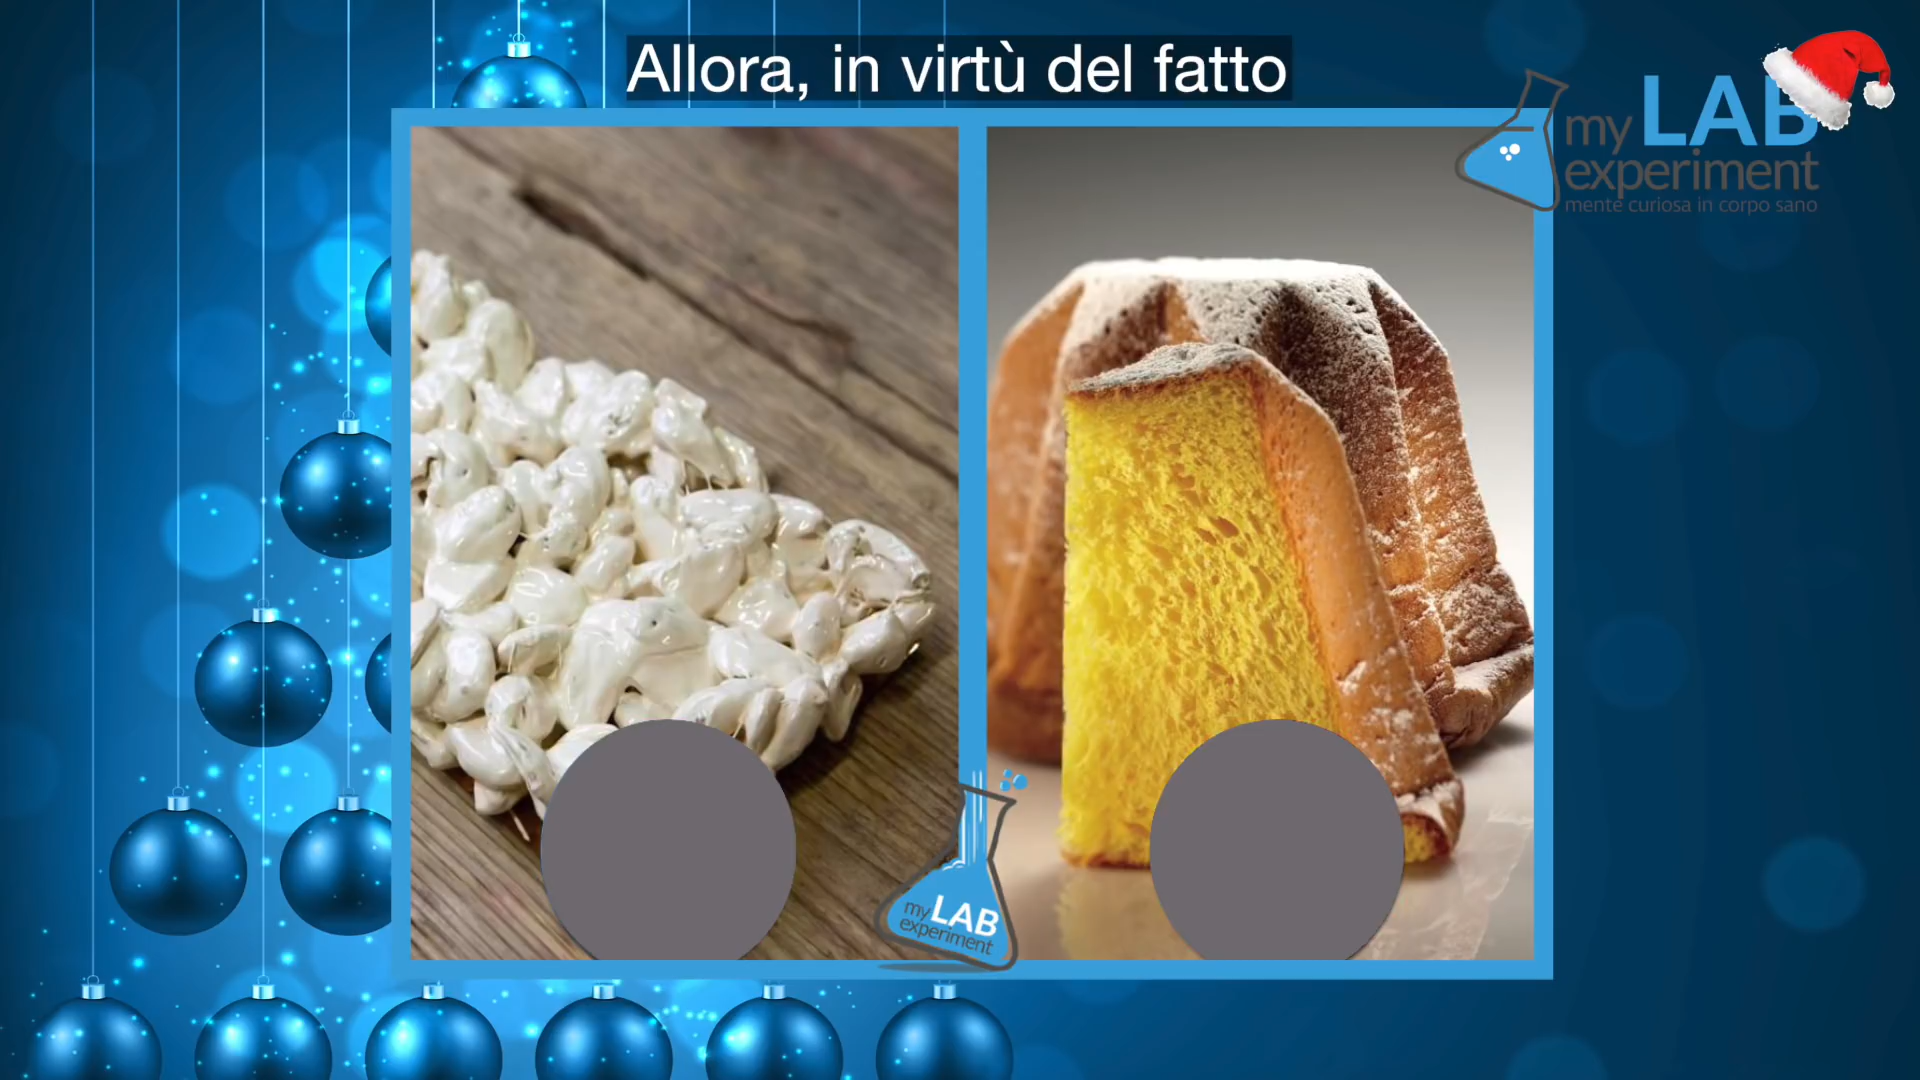 Allora, in virtù del fatto
my LAB
experiment
mente curiosa in corpo sano
my LAB
experiment